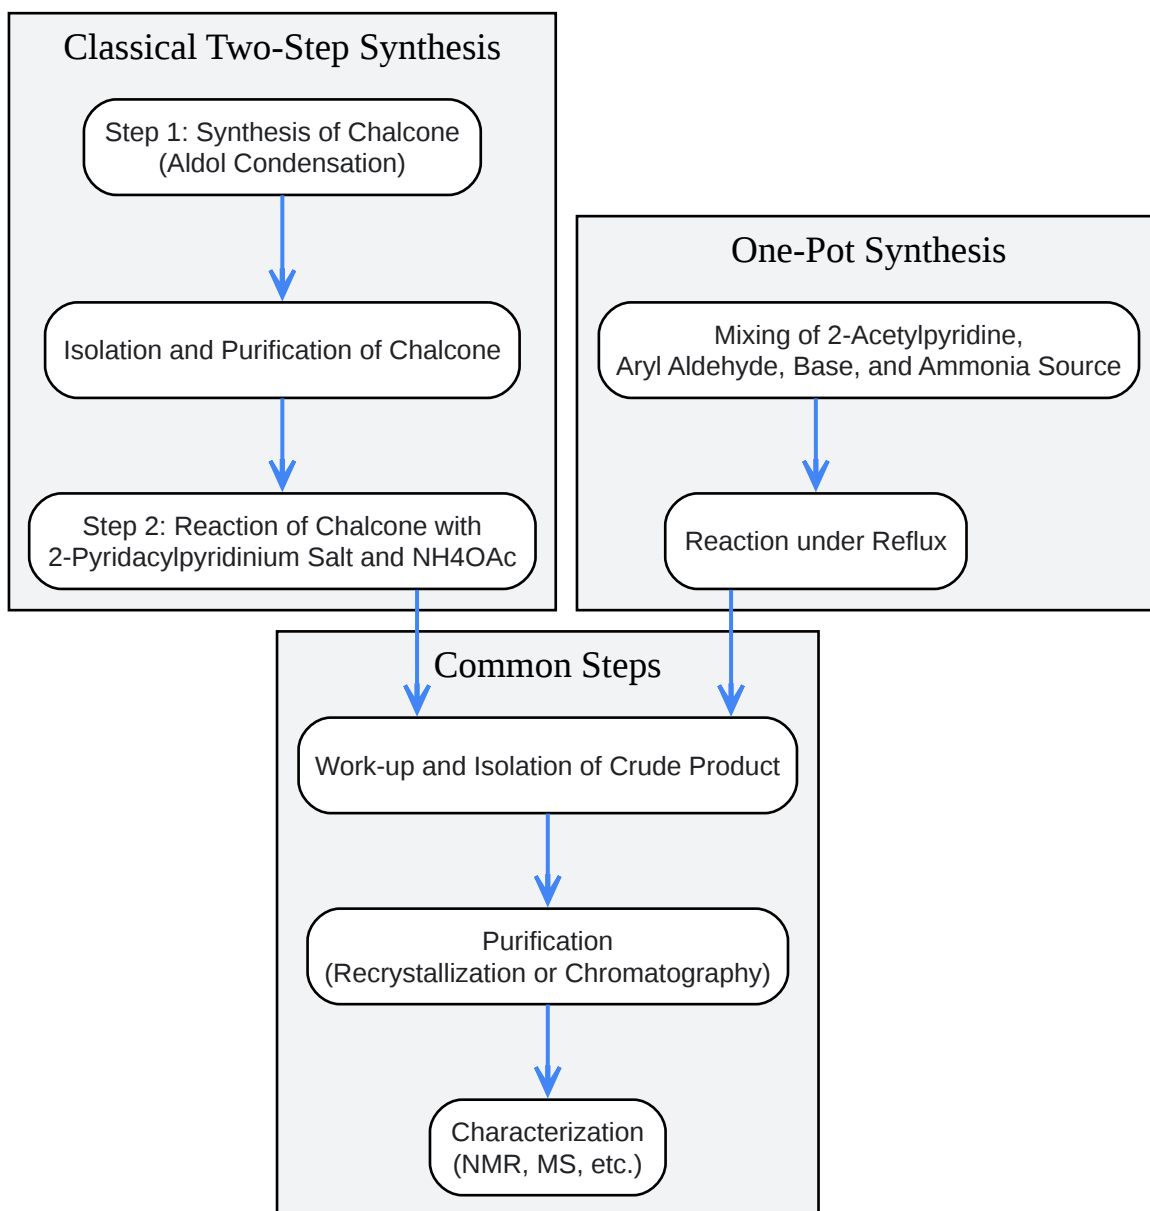 Classical Two-Step Synthesis
Step 1: Synthesis of Chalcone
(Aldol Condensation)
Isolation and Purification of Chalcone
Step 2: Reaction of Chalcone with
2-Pyridacylpyridinium Salt and NH4OAc
One-Pot Synthesis
Mixing of 2-Acetylpyridine,
Aryl Aldehyde, Base, and Ammonia Source
Reaction under Reflux
Common Steps
Work-up and Isolation of Crude Product
Purification
(Recrystallization or Chromatography)
Characterization
(NMR, MS, etc.)